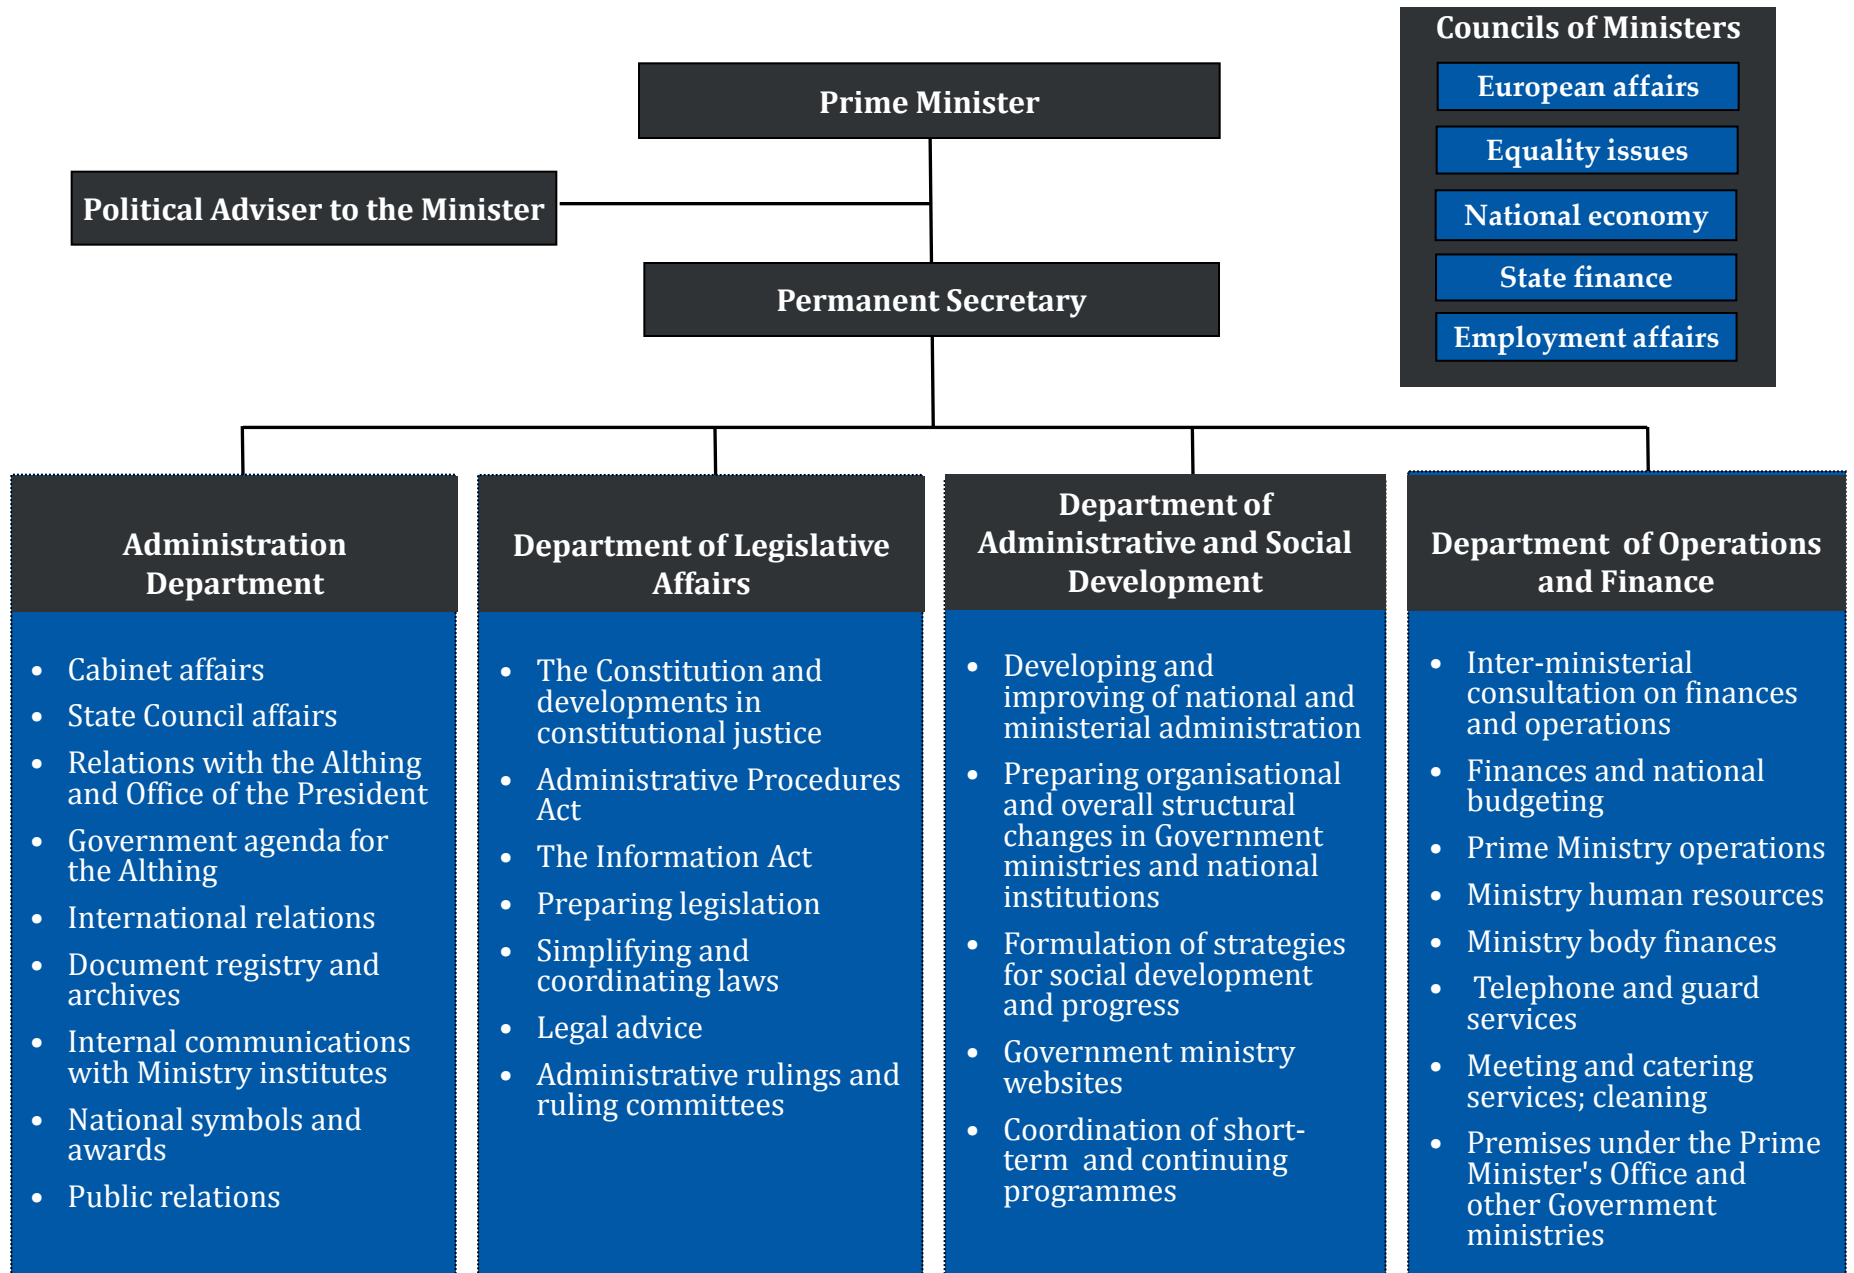 Councils of Ministers
European affairs
Equality issues
National economy
State finance
Employment affairs
Prime Minister
Political Adviser to the Minister
Permanent Secretary
Administration
Department
• Cabinet affairs
• State Council affairs
• Relations with the Althing
and Office of the President
• Government agenda for
the Althing
• International relations
• Document registry and
archives
• Internal communications
with Ministry institutes
• National symbols and
awards
• Public relations
Department of Legislative
Affairs
• The Constitution and
developments in
constitutional justice
• Administrative Procedures
Act
• The Information Act
• Preparing legislation
• Simplifying and
coordinating laws
• Legal advice
• Administrative rulings and
ruling committees
Department of
Administrative and Social
Development
• Developing and
improving of national and
ministerial administration
• Preparing organisational
and overall structural
changes in Government
ministries and national
institutions
• Formulation of strategies
for social development
and progress
• Government ministry
websites
• Coordination of short-
term and continuing
programmes
Department of Operations
and Finance
• Inter-ministerial
consultation on finances
and operations
• Finances and national
budgeting
• Prime Ministry operations
• Ministry human resources
• Ministry body finances
• Telephone and guard
services
• Meeting and catering
services; cleaning
• Premises under the Prime
Minister's Office and
other Government
ministries